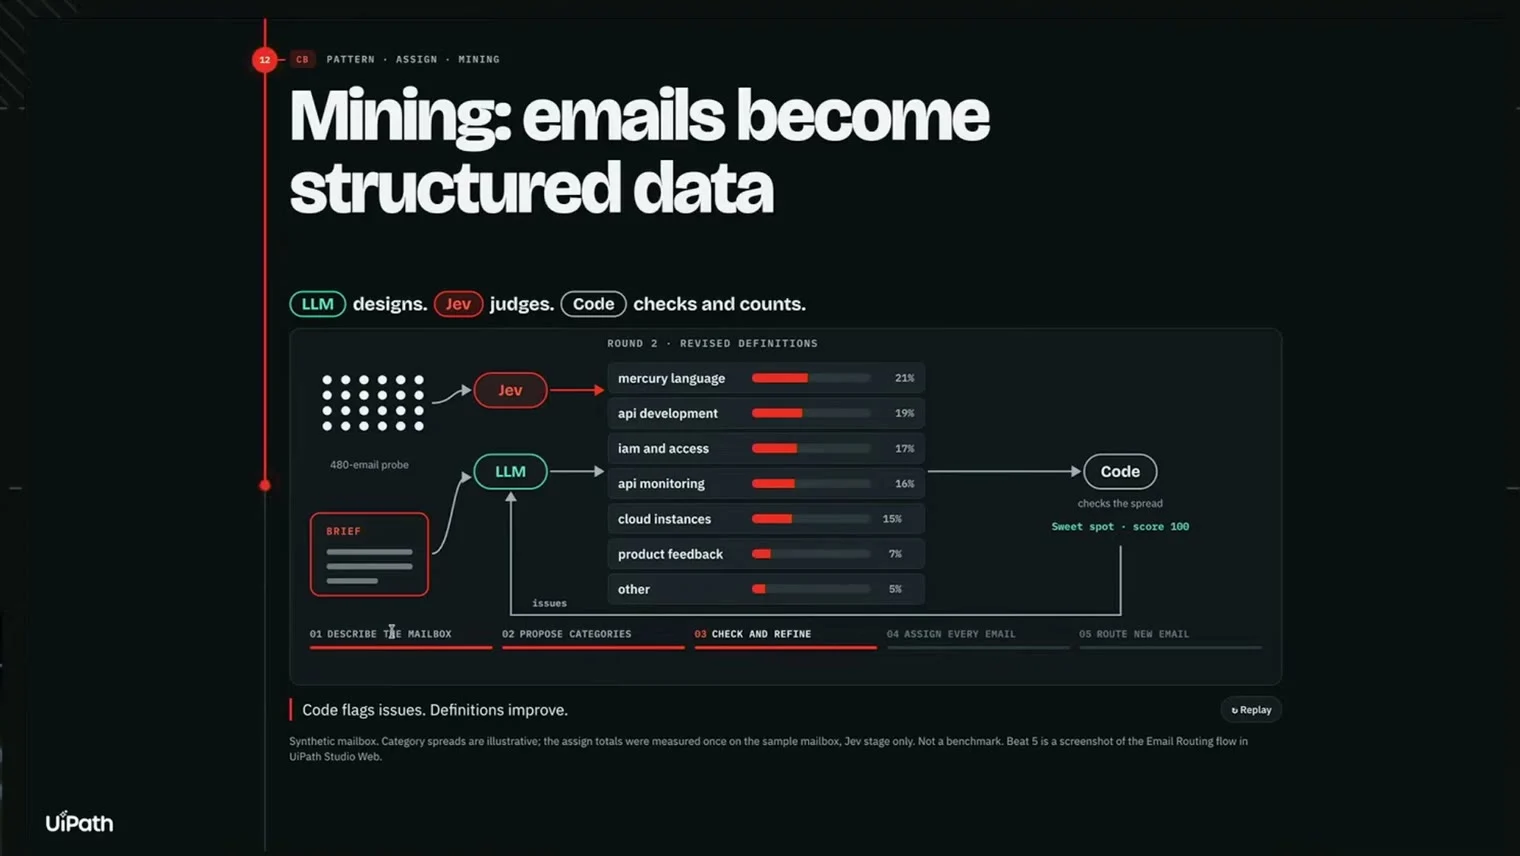 12 CB PATTERN · ASSIGN · MINING
Mining: emails become
structured data
LLM designs. Jev judges. Code checks and counts.
ROUND 2 · REVISED DEFINITIONS
Jev
480-email probe
LLM
BRIEF
mercury language 21%
api development 19%
iam and access 17%
api monitoring 16%
cloud instances 15%
product feedback 7%
other 5%
Code
checks the spread
Sweet spot · score 100
issues
01 DESCRIBE THE MAILBOX
02 PROPOSE CATEGORIES
03 CHECK AND REFINE
04 ASSIGN EVERY EMAIL
05 ROUTE NEW EMAIL
Code flags issues. Definitions improve.
↻ Replay
Synthetic mailbox. Category spreads are illustrative; the assign totals were measured once on the sample mailbox, Jev stage only. Not a benchmark. Beat 5 is a screenshot of the Email Routing flow in
UiPath Studio Web.
UiPath